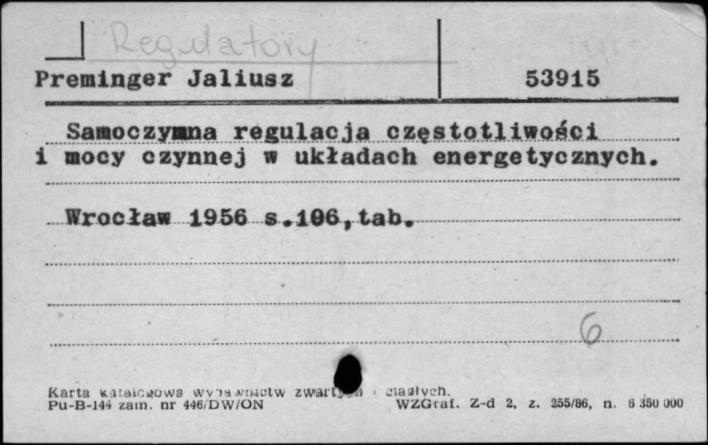 Regulatory
Preminger Jaliusz 53915
Samoczymna regulacja częstotliwości
i mocy czynnej w układach energetycznych.
Wrocław 1956 s.106,tab.
6
Karta katalogowa wydawnictw zwartych i ciągłych.
Pu-B-144 zam. nr 446/DW/ON WZGraf. Z-d 2, z. 255/86, n. 6 350 000